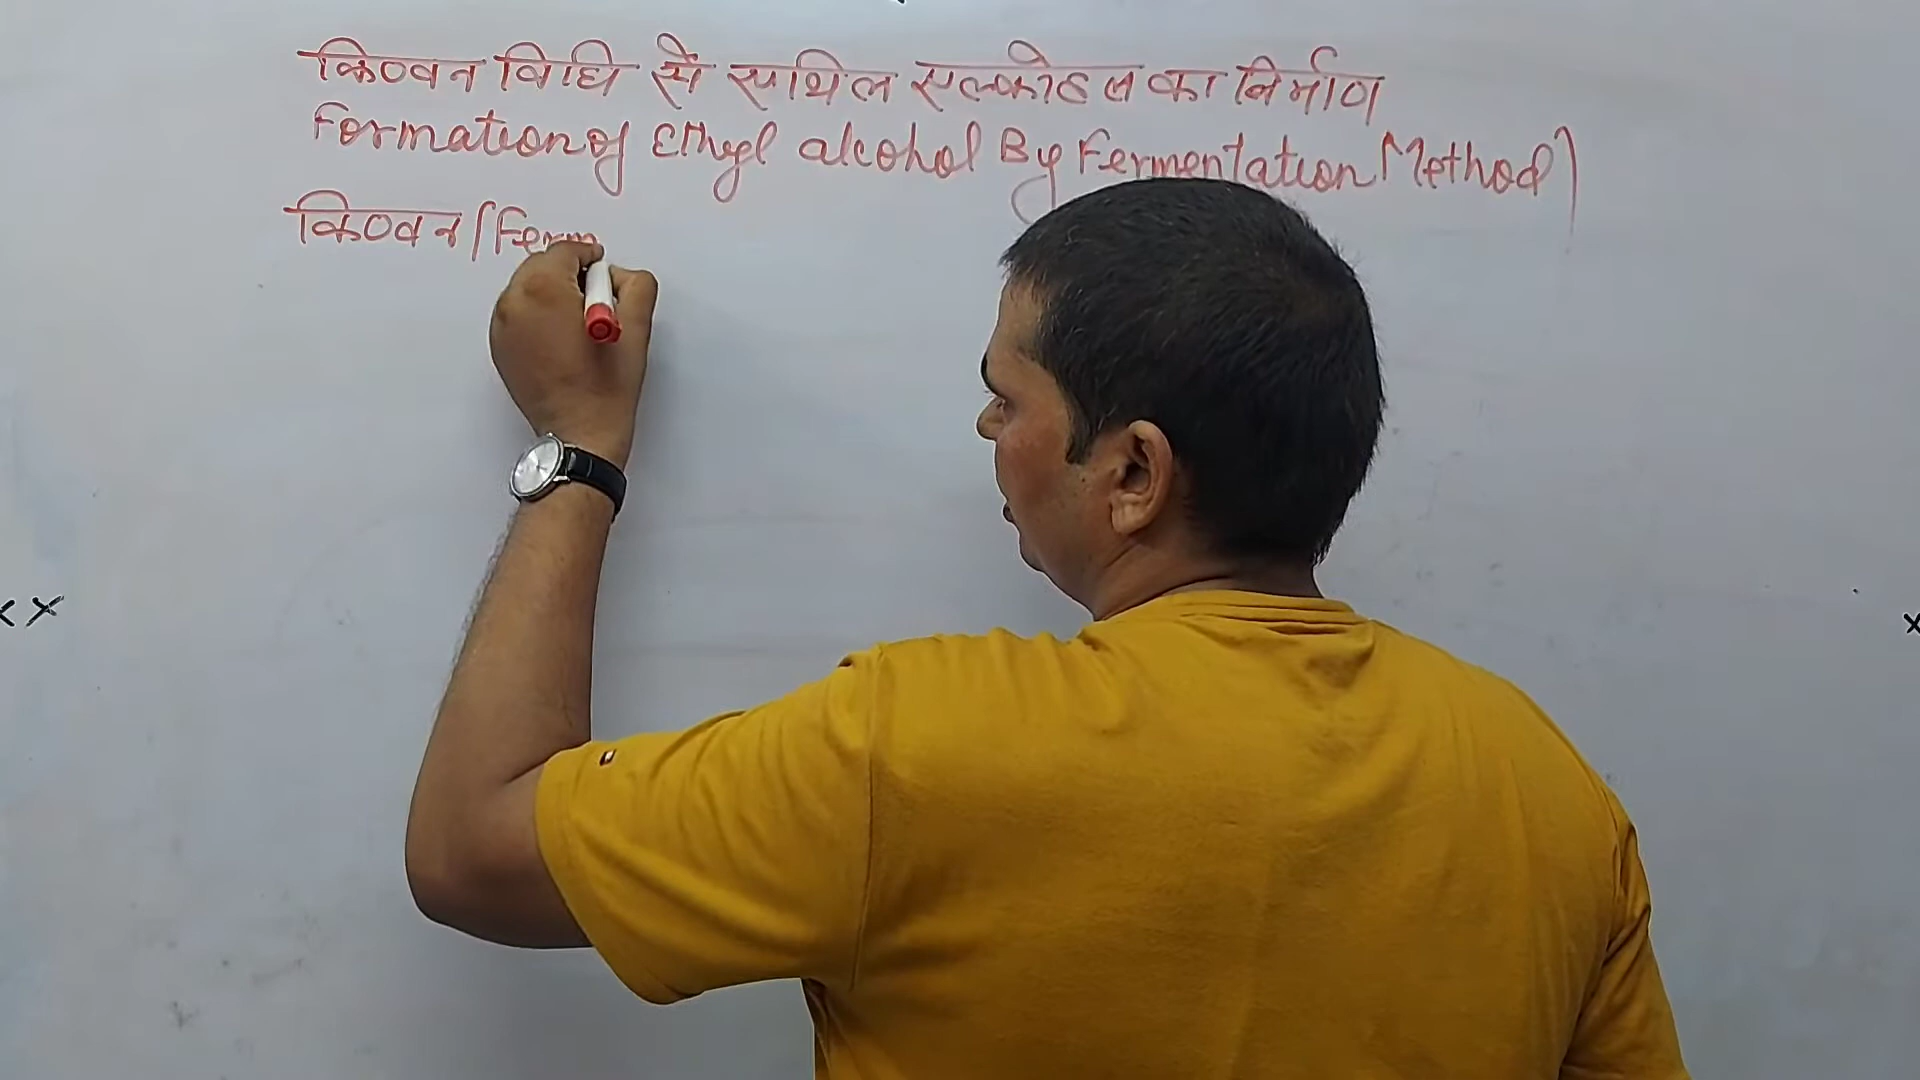 किण्वन विधि से एथिल एल्कोहल का निर्माण
Formation of Ethyl alcohol By Fermentation Method)
किण्वन (Ferm